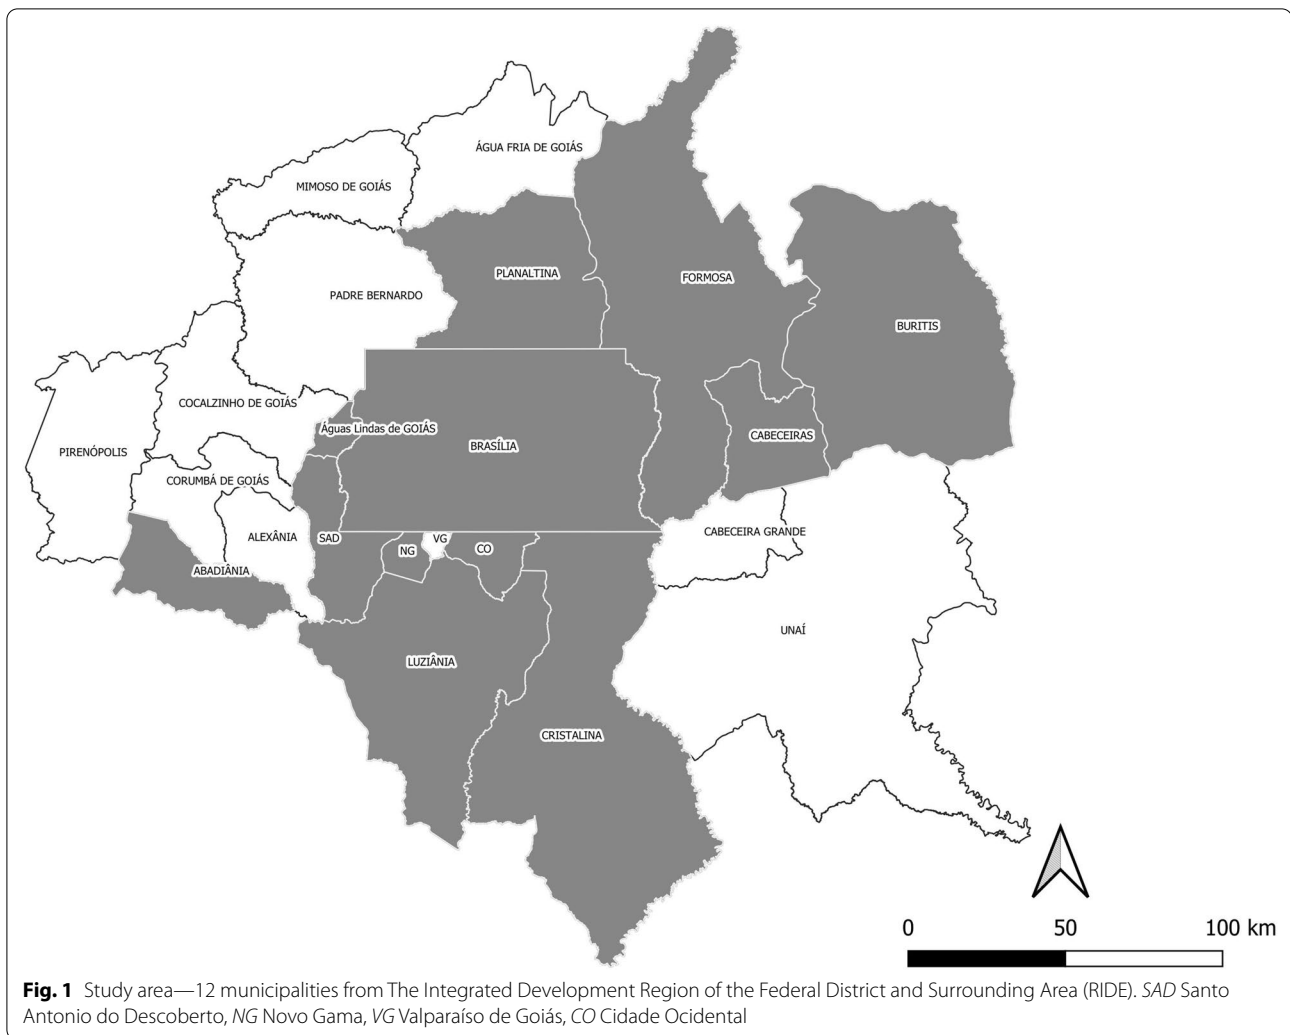 ÁGUA FRIA DE GOIÁS
MIMOSO DE GOIÁS
PLANALTINA
FORMOSA
PADRE BERNARDO
BURITIS
COCALZINHO DE GOIÁS
Águas Lindas de GOIÁS
CABECEIRAS
BRASÍLIA
PIRENÓPOLIS
CORUMBÁ DE GOIÁS
CABECEIRA GRANDE
ALEXÂNIA
SAD
VG
NG
CO
ABADIÂNIA
UNAÍ
LUZIÂNIA
CRISTALINA
0 50 100 km
Fig. 1 Study area—12 municipalities from The Integrated Development Region of the Federal District and Surrounding Area (RIDE). SAD Santo
Antonio do Descoberto, NG Novo Gama, VG Valparaíso de Goiás, CO Cidade Ocidental